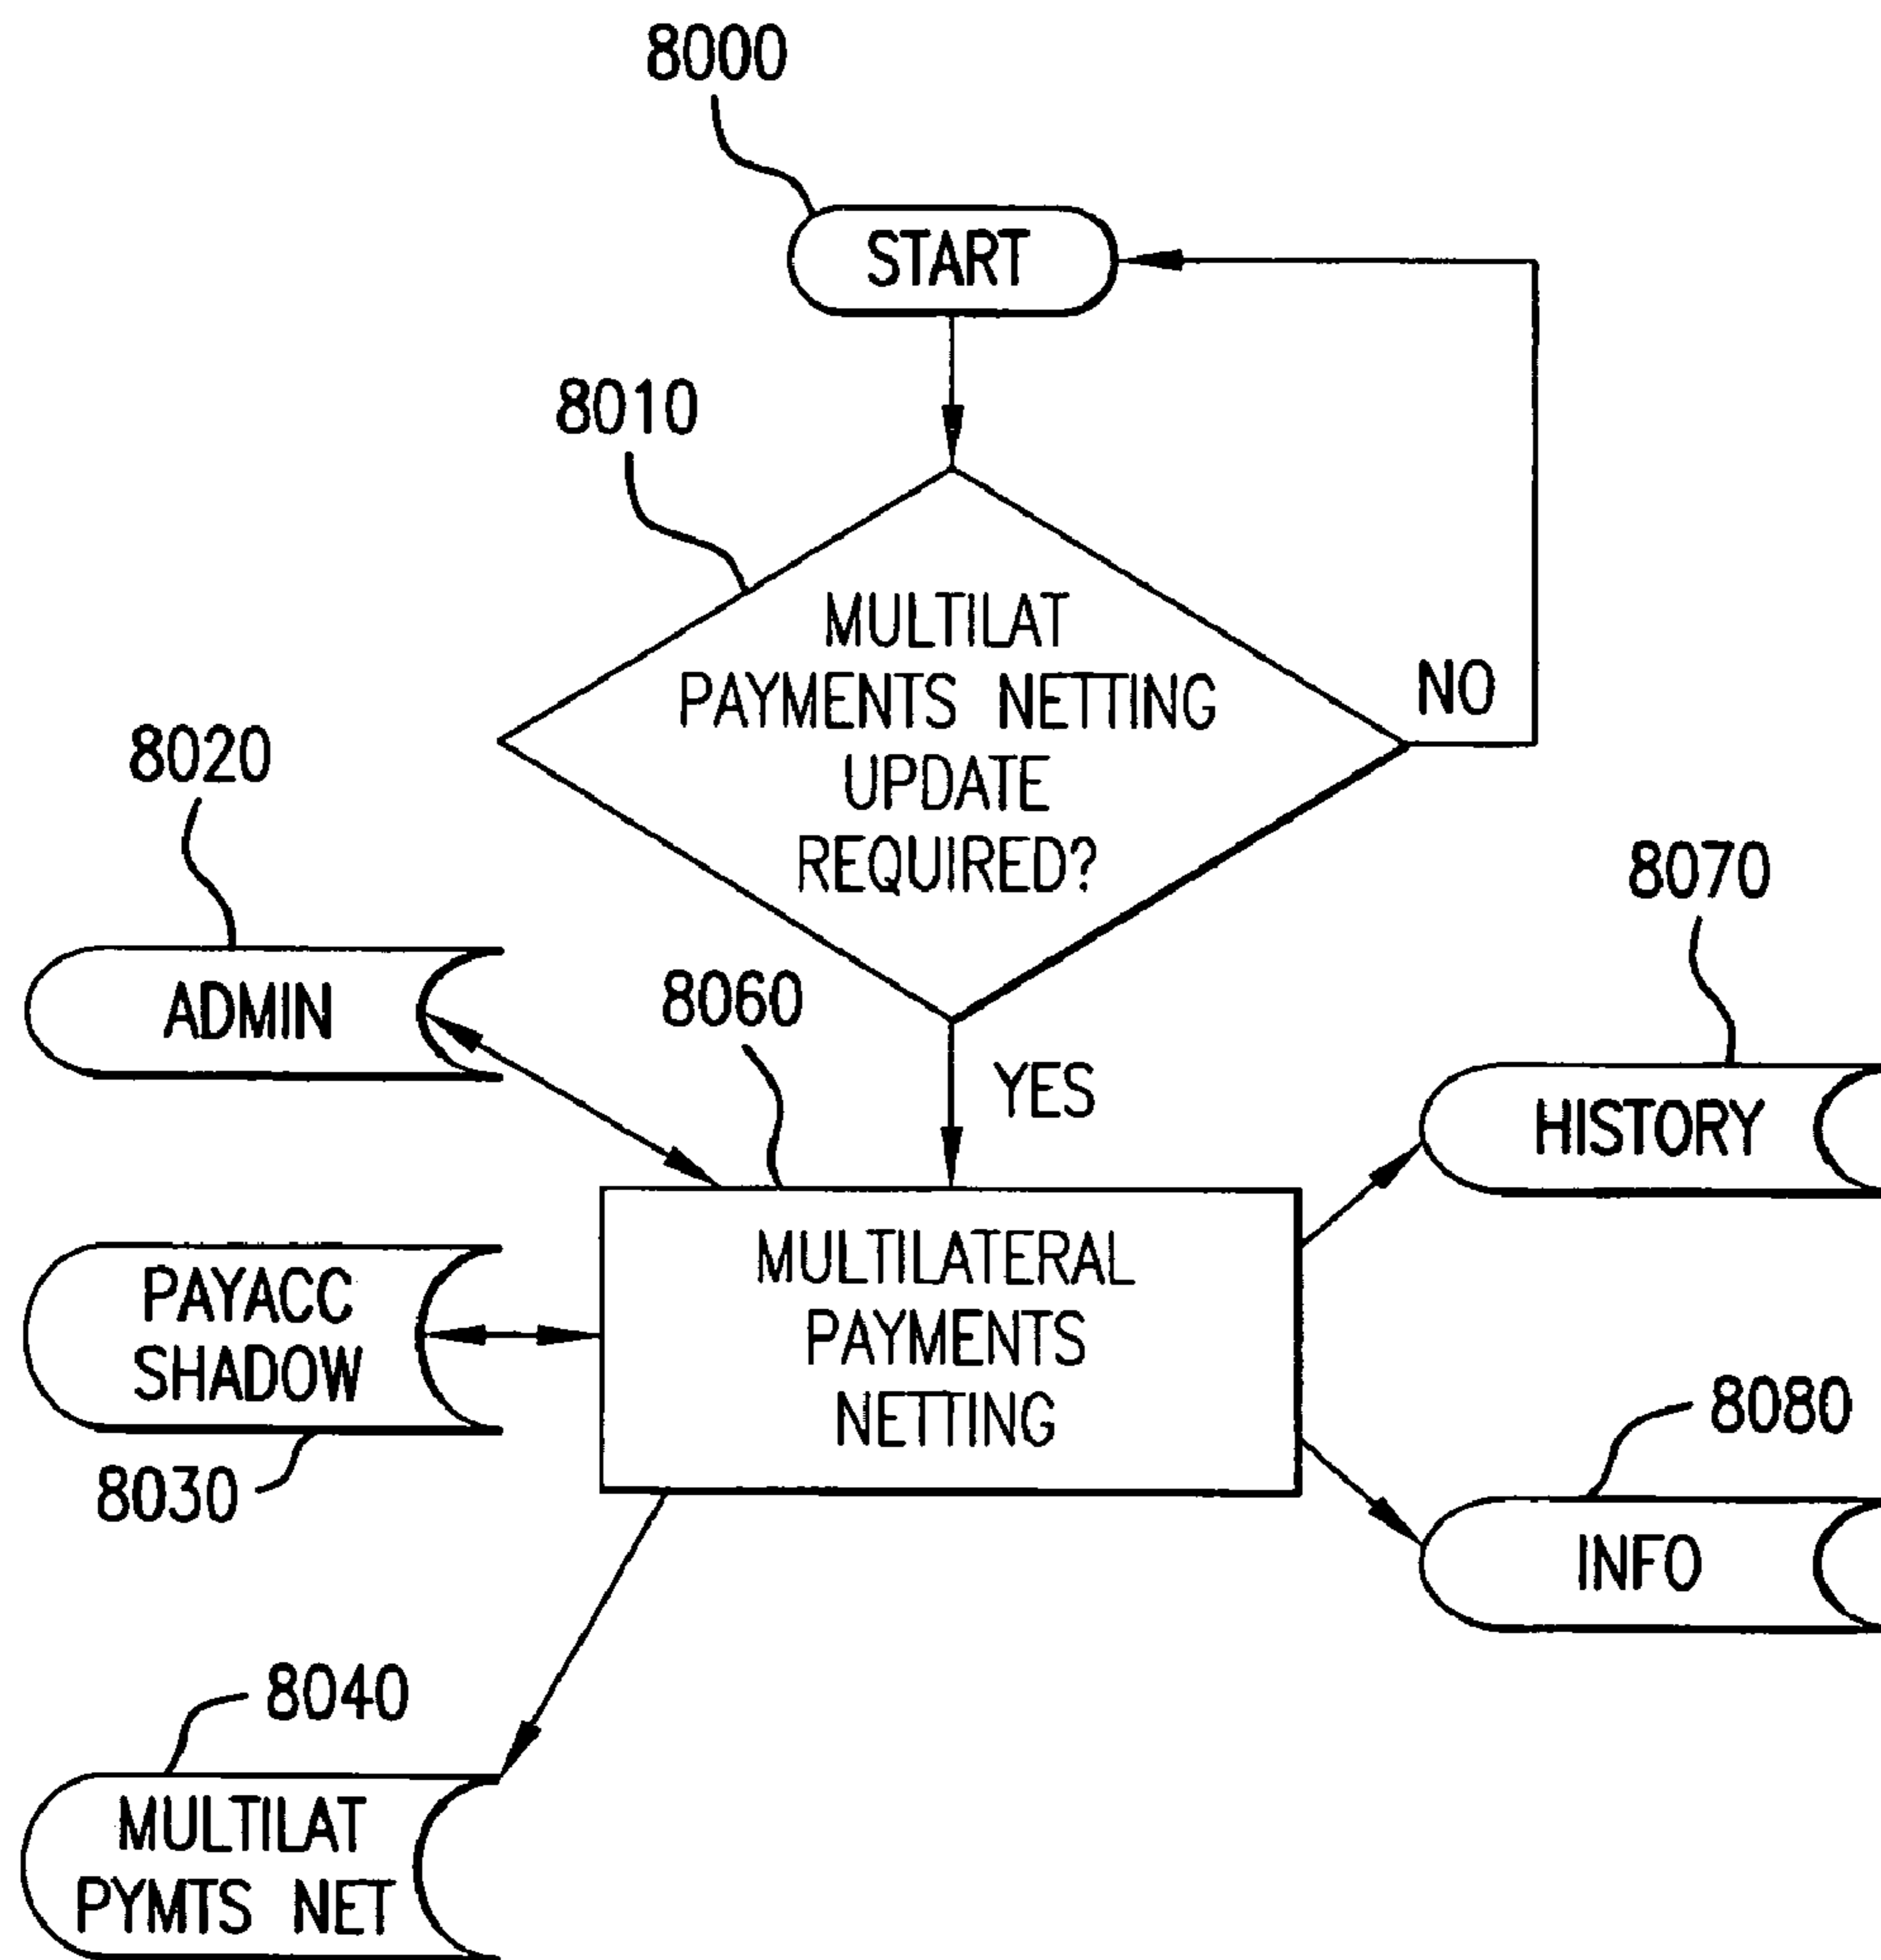 8000
START
8010
MULTILAT
PAYMENTS NETTING
UPDATE
REQUIRED?
NO
8020
ADMIN
8060
YES
8070
HISTORY
PAYACC
SHADOW
8030
MULTILATERAL
PAYMENTS
NETTING
8080
INFO
8040
MULTILAT
PYMTS NET